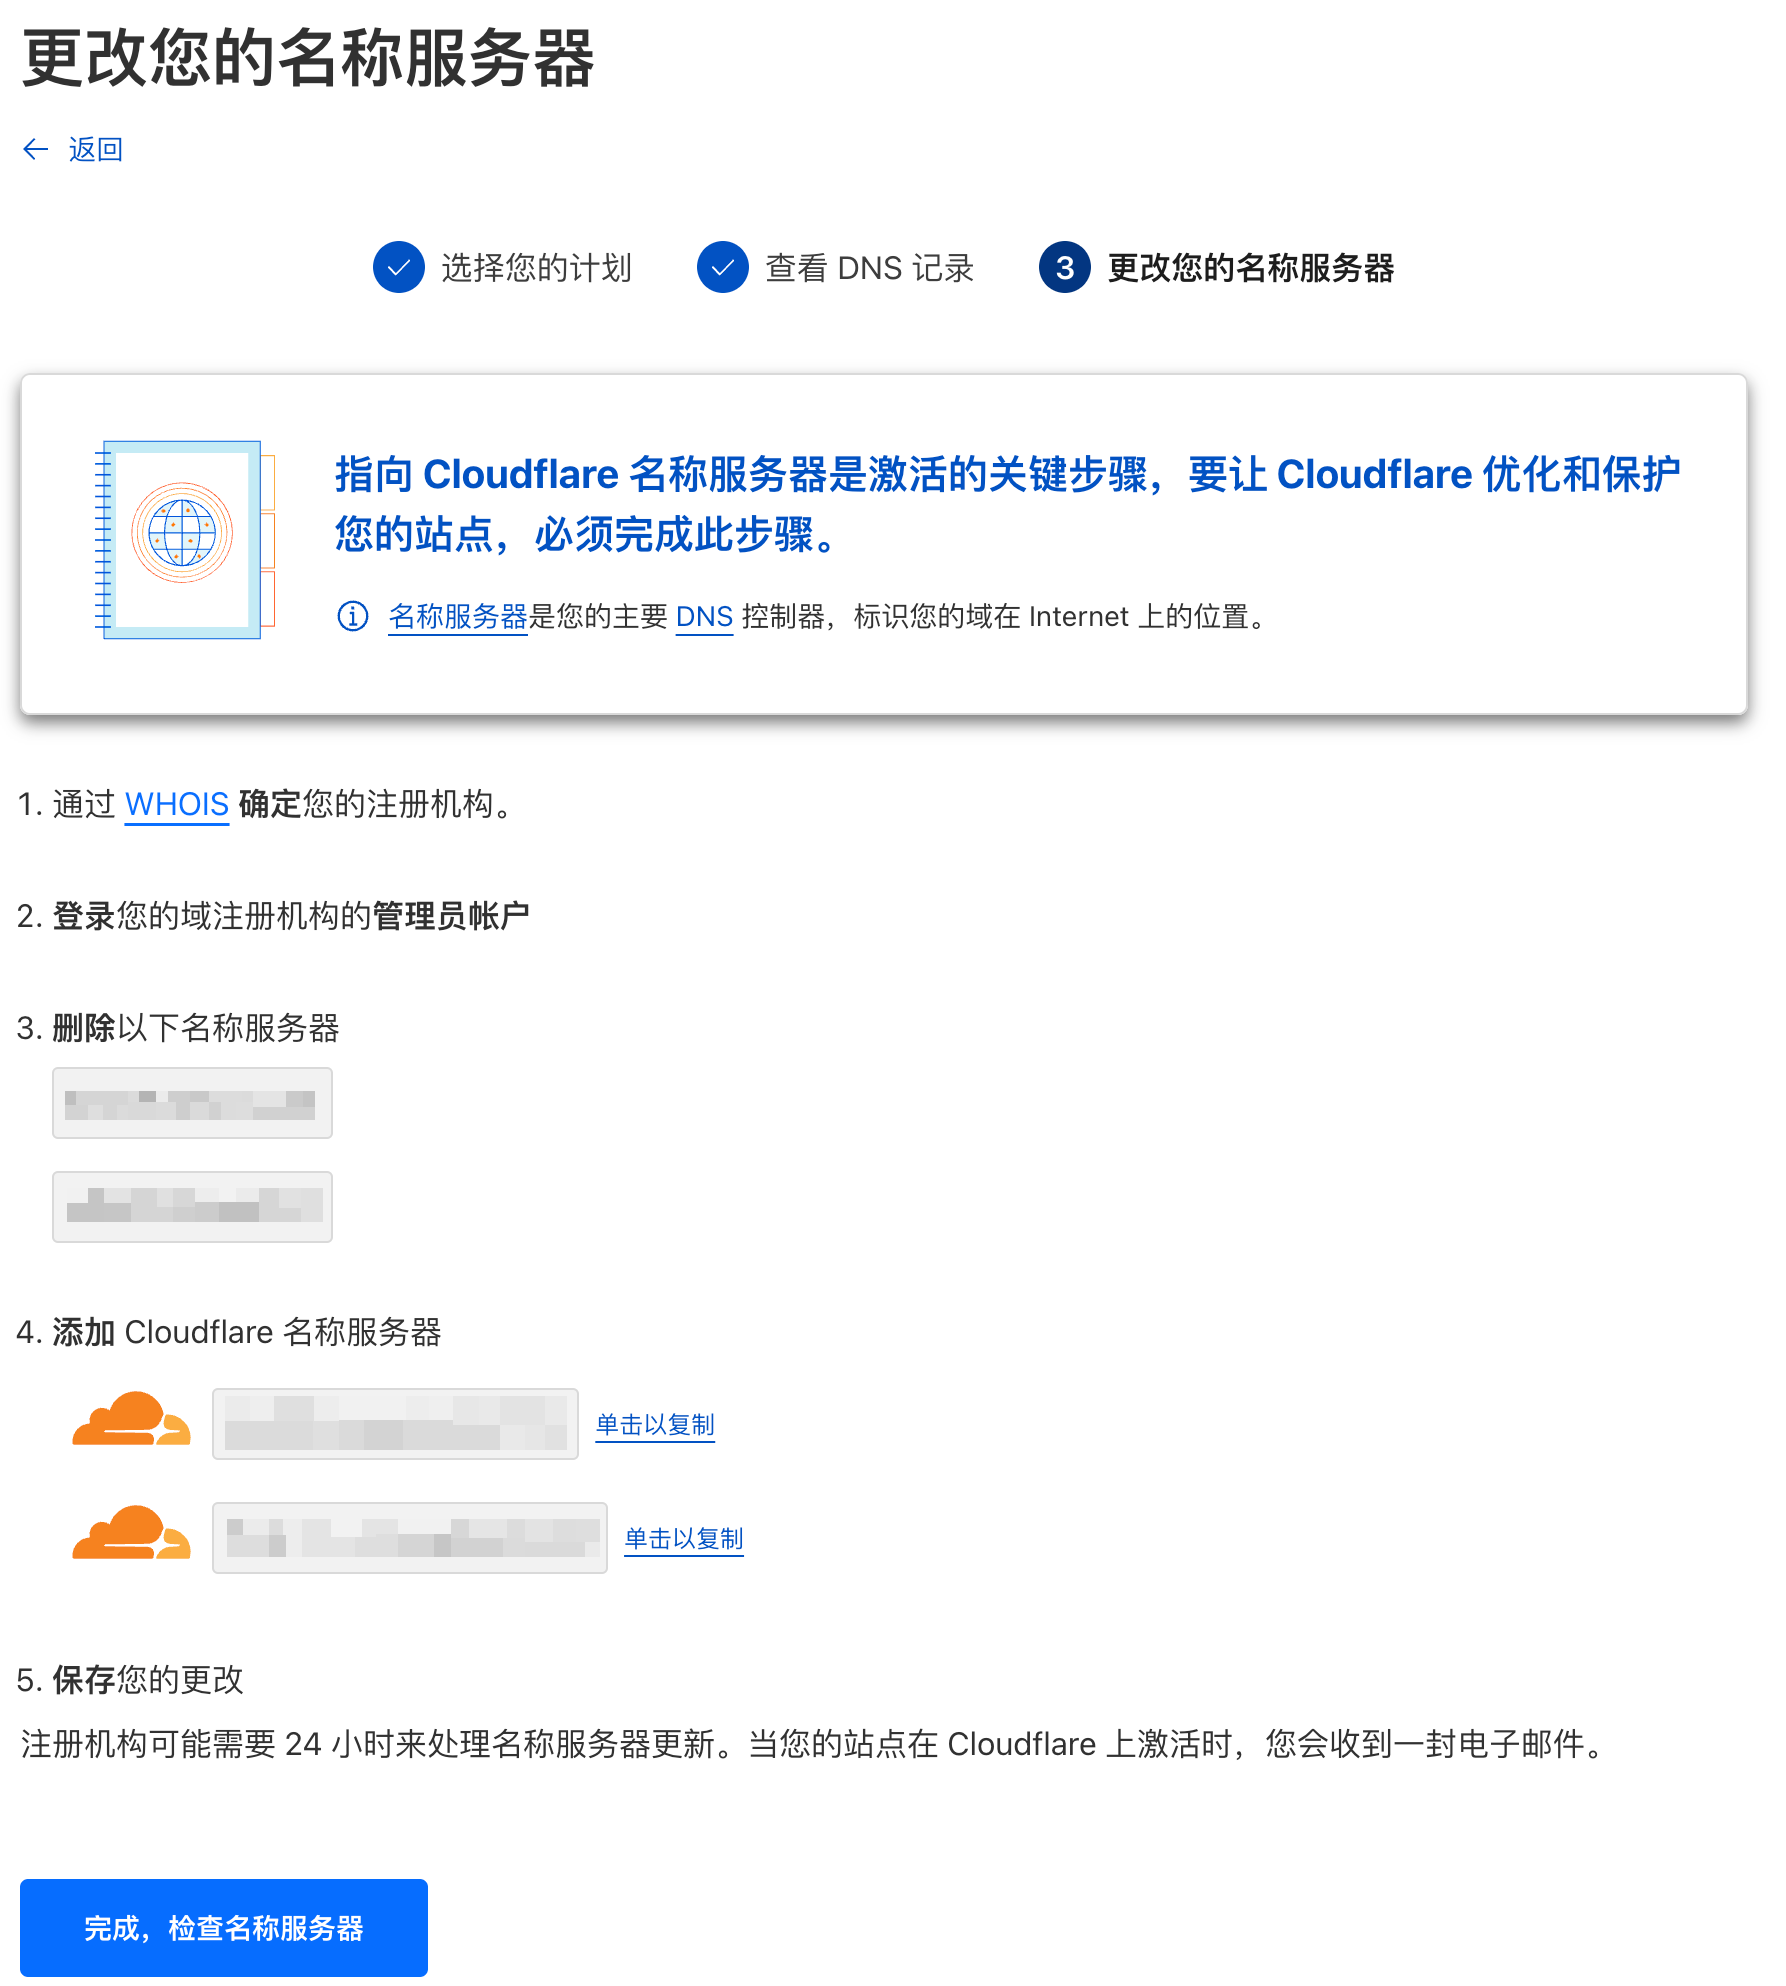 更改您的名称服务器
← 返回
选择您的计划
查看 DNS 记录
3 更改您的名称服务器
指向 Cloudflare 名称服务器是激活的关键步骤，要让 Cloudflare 优化和保护
您的站点，必须完成此步骤。
名称服务器是您的主要 DNS 控制器，标识您的域在 Internet 上的位置。
1. 通过 WHOIS 确定您的注册机构。
2. 登录您的域注册机构的管理员帐户
3. 删除以下名称服务器
4. 添加 Cloudflare 名称服务器
单击以复制
单击以复制
5. 保存您的更改
注册机构可能需要 24 小时来处理名称服务器更新。当您的站点在 Cloudflare 上激活时，您会收到一封电子邮件。
完成，检查名称服务器